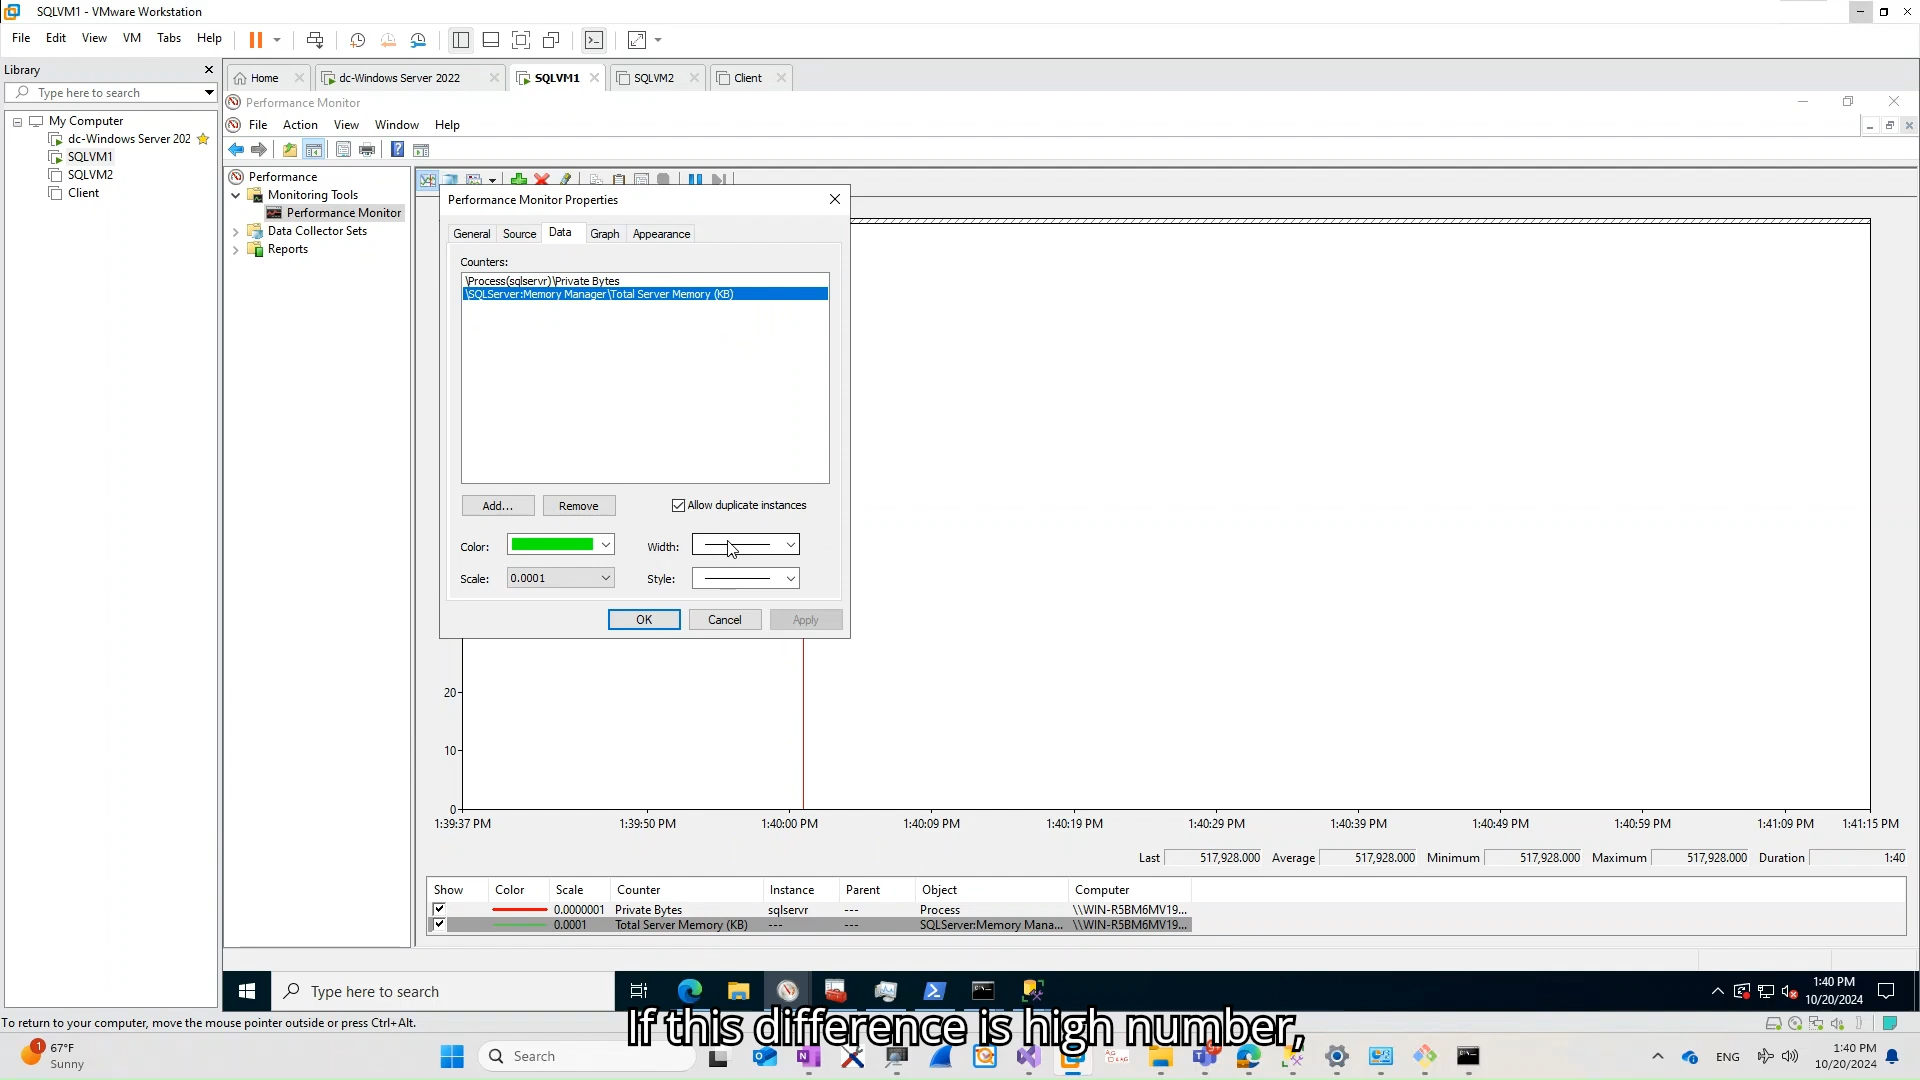 SQLVM1 - VMware Workstation
File Edit View VM Tabs Help
Library
Type here to search
My Computer
dc-Windows Server 202
SQLVM1
SQLVM2
Client
Home
dc-Windows Server 2022
SQLVM1
SQLVM2
Client
Performance Monitor
File Action View Window Help
Performance
Monitoring Tools
Performance Monitor
Data Collector Sets
Reports
Performance Monitor Properties
General Source Data Graph Appearance
Counters:
\Process(sqlservr)\Private Bytes
\SQLServer:Memory Manager\Total Server Memory (KB)
Add... Remove Allow duplicate instances
Color: Width:
Scale: 0.0001 Style:
OK Cancel Apply
20
10
0
1:39:37 PM 1:39:50 PM 1:40:00 PM 1:40:09 PM 1:40:19 PM 1:40:29 PM 1:40:39 PM 1:40:49 PM 1:40:59 PM 1:41:09 PM 1:41:15 PM
Last 517,928.000 Average 517,928.000 Minimum 517,928.000 Maximum 517,928.000 Duration 1:40
Show Color Scale Counter Instance Parent Object Computer
0.0000001 Private Bytes sqlservr --- Process \\WIN-R5BM6MV19...
0.0001 Total Server Memory (KB) --- --- SQLServer:Memory Mana... \\WIN-R5BM6MV19...
Type here to search
1:40 PM
10/20/2024
If this difference is high number,
To return to your computer, move the mouse pointer outside or press Ctrl+Alt.
1
67°F
Sunny
Search
ENG
1:40 PM
10/20/2024